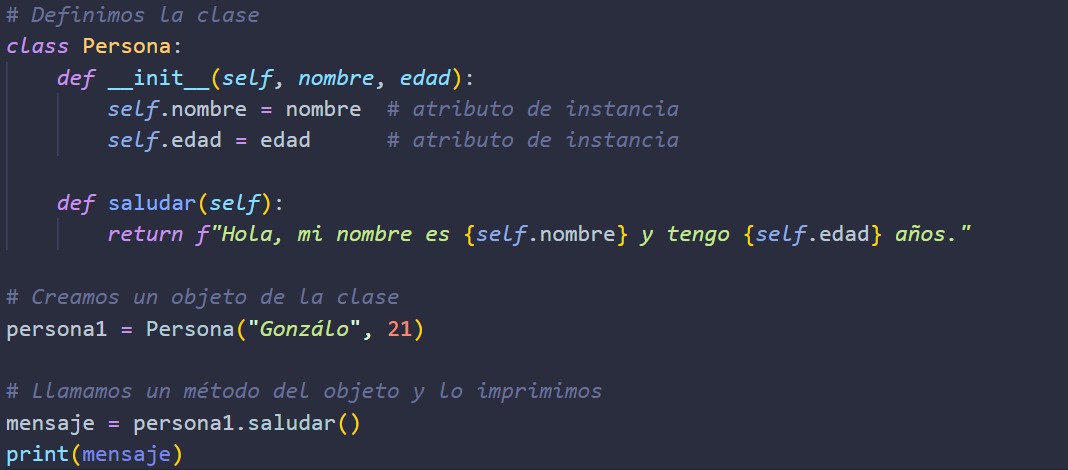 # Definimos la clase
class Persona:
    def __init__(self, nombre, edad):
        self.nombre = nombre  # atributo de instancia
        self.edad = edad      # atributo de instancia

    def saludar(self):
        return f"Hola, mi nombre es {self.nombre} y tengo {self.edad} años."

# Creamos un objeto de la clase
persona1 = Persona("Gonzálo", 21)

# Llamamos un método del objeto y lo imprimimos
mensaje = persona1.saludar()
print(mensaje)